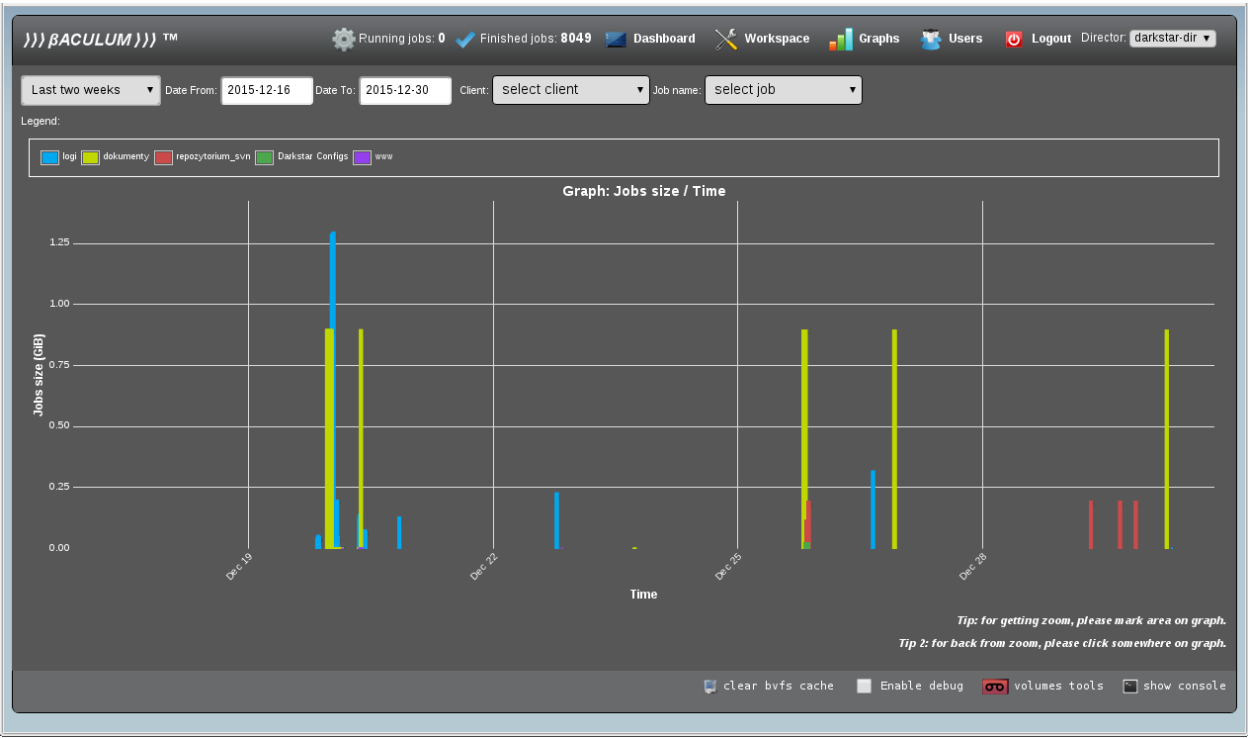 ))) βACULUM ))) ™ Running jobs: 0 Finished jobs: 8049 Dashboard Workspace Graphs Users Logout Director: darkstar-dir
Last two weeks Date From: 2015-12-16 Date To: 2015-12-30 Client: select client Job name: select job
Legend:
logi dokumenty repozytorium_svn Darkstar Configs www
Graph: Jobs size / Time
1.25
1.00
0.75
0.50
0.25
0.00
Jobs size (GiB)
Dec 19 Dec 22 Dec 25 Dec 28
Time
Tip: for getting zoom, please mark area on graph.
Tip 2: for back from zoom, please click somewhere on graph.
clear bvfs cache Enable debug volumes tools show console